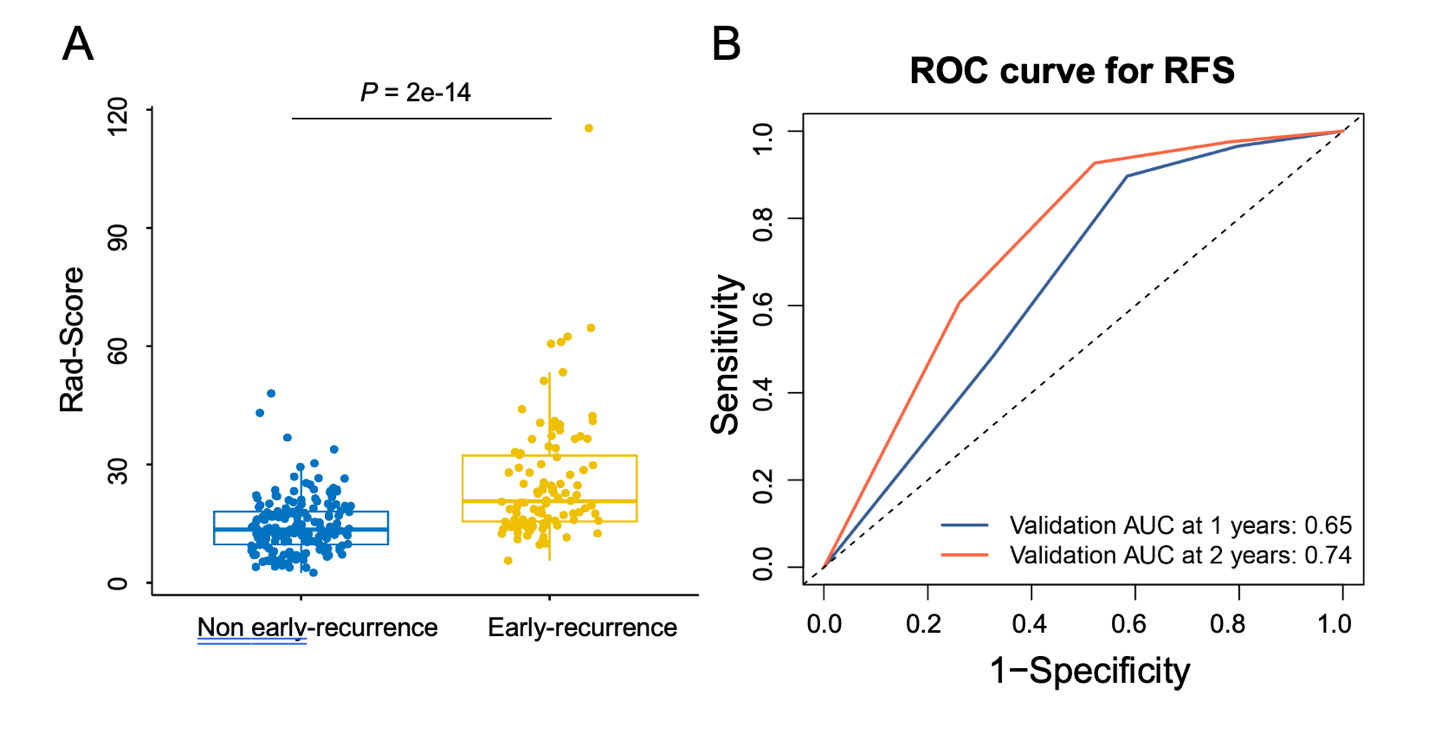 A
P = 2e-14
Rad-Score
120
90
60
30
0
Non early-recurrence
Early-recurrence
B
ROC curve for RFS
Sensitivity
1.0
0.8
0.6
0.4
0.2
0.0
Validation AUC at 1 years: 0.65
Validation AUC at 2 years: 0.74
0.0 0.2 0.4 0.6 0.8 1.0
1−Specificity